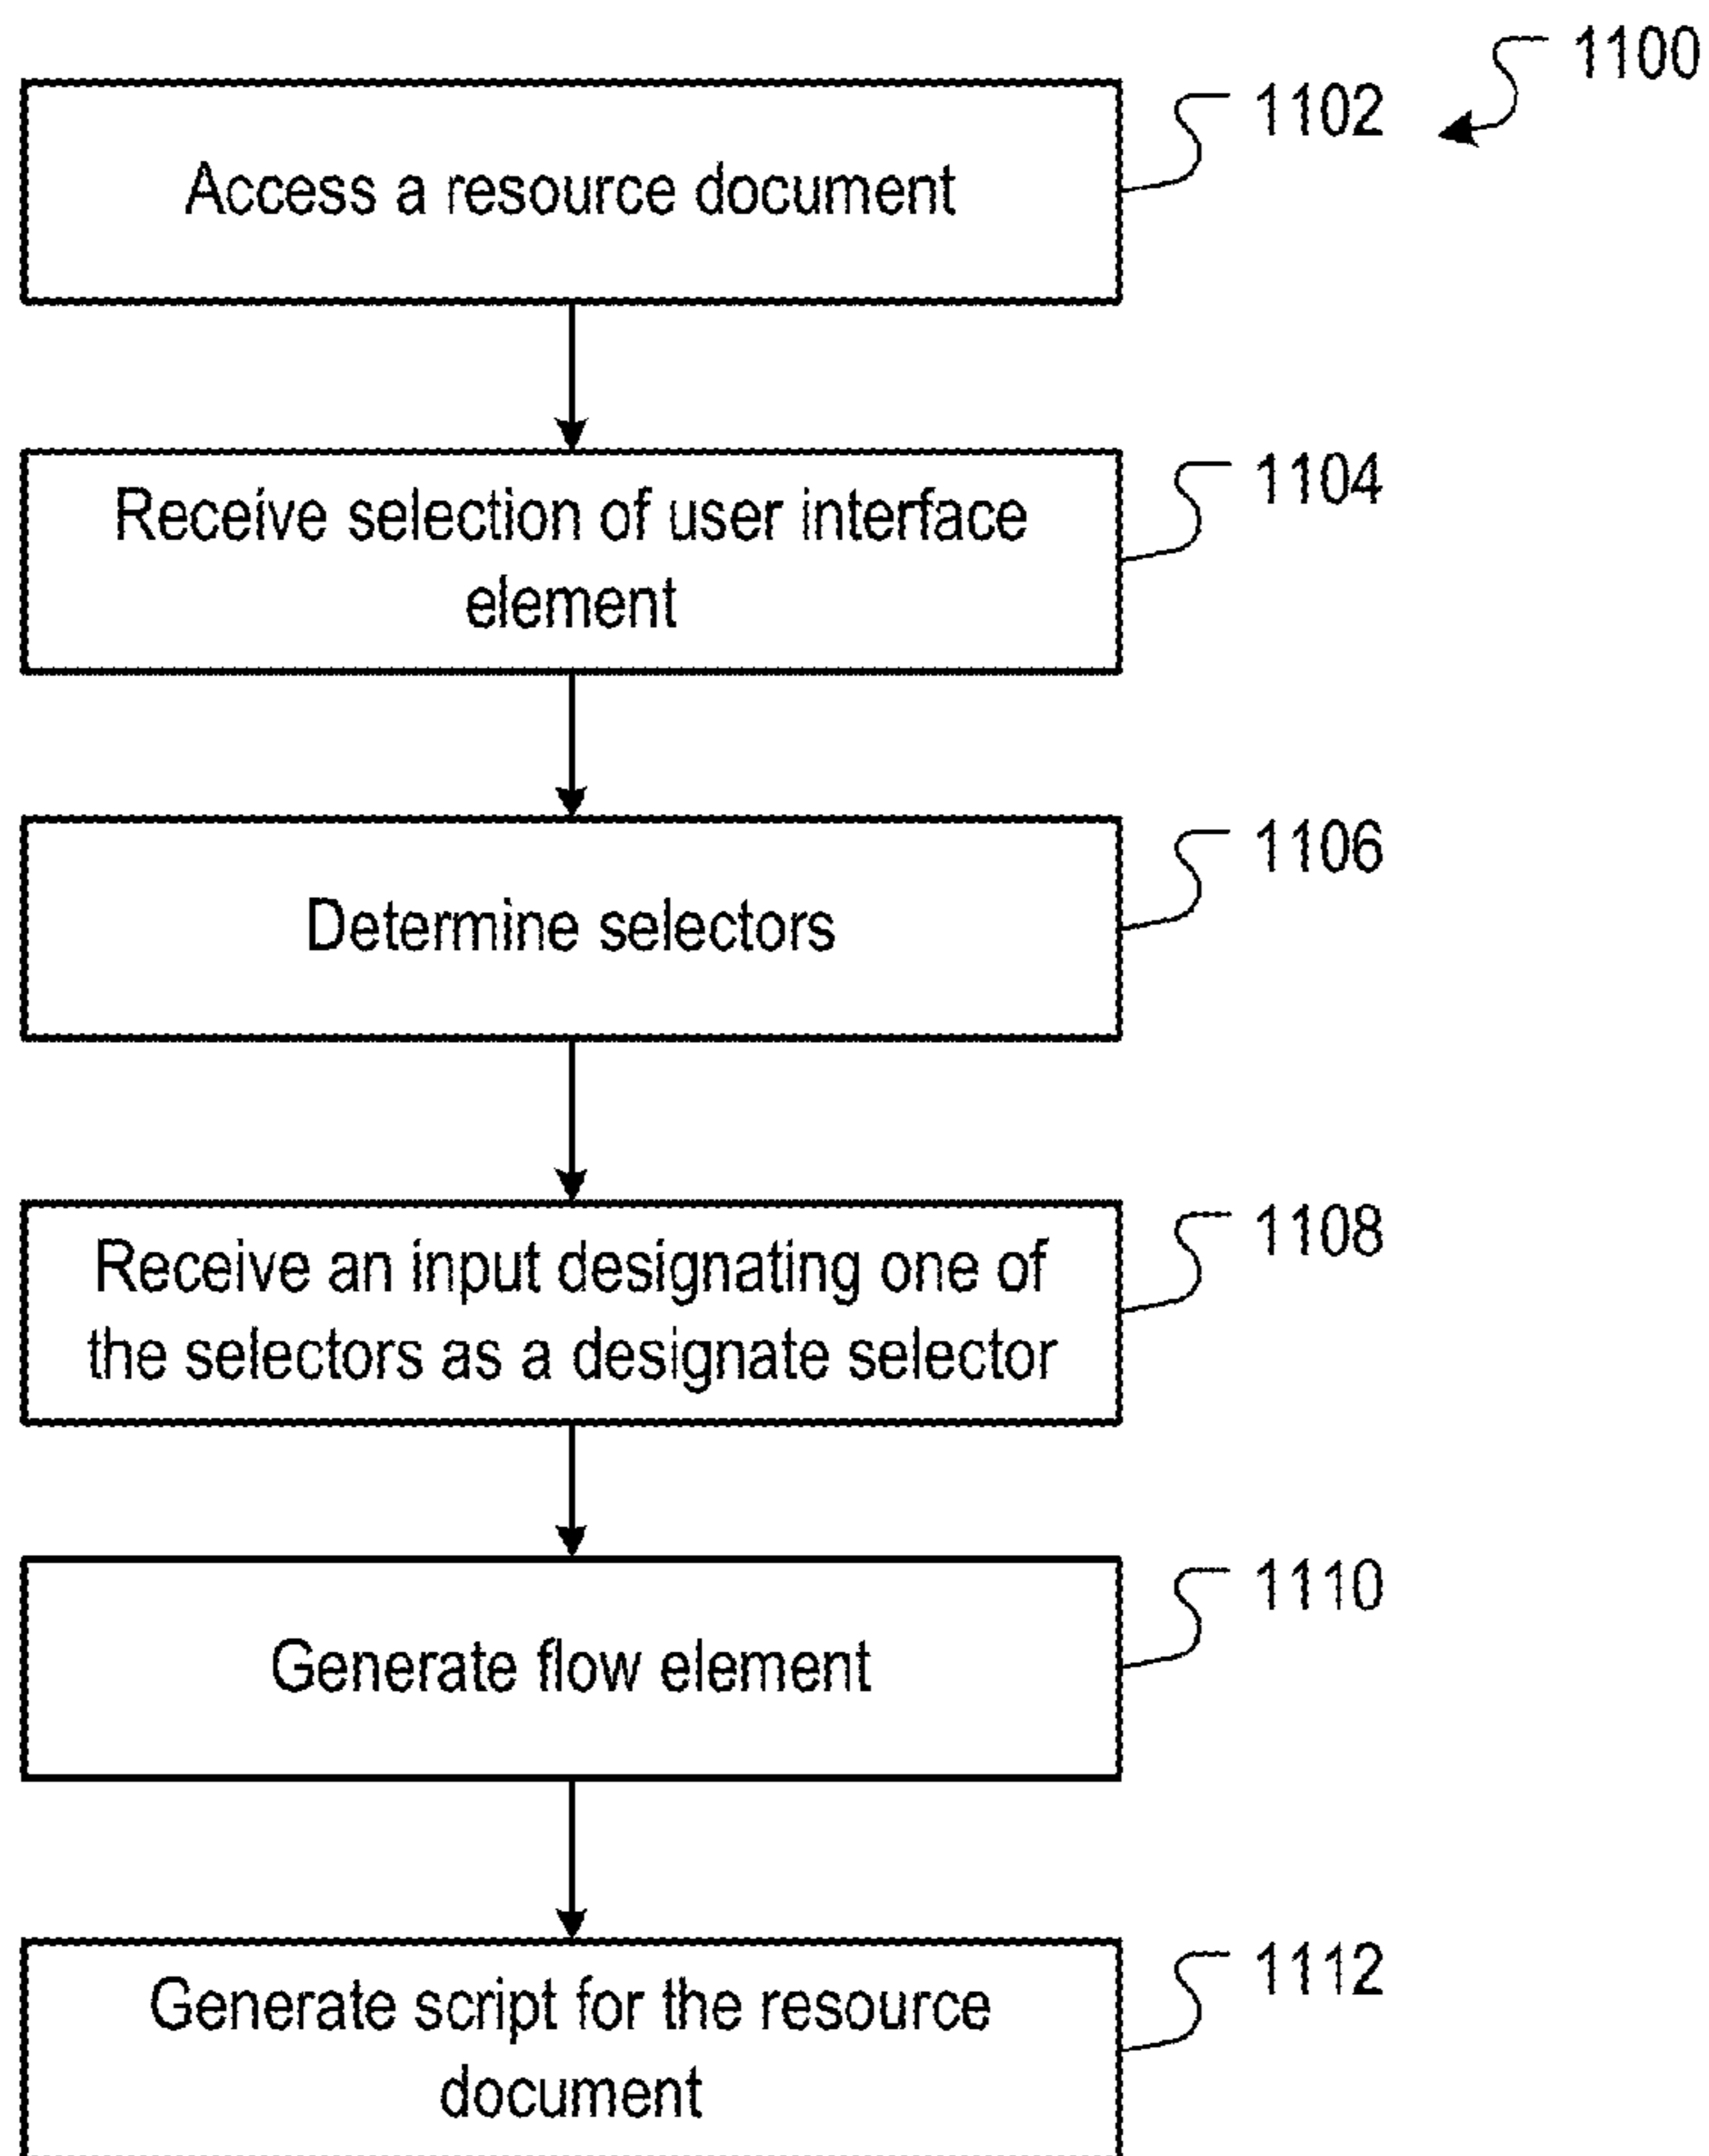 1100
Access a resource document
1102
Receive selection of user interface
element
1104
Determine selectors
1106
Receive an input designating one of
the selectors as a designate selector
1108
Generate flow element
1110
Generate script for the resource
document
1112